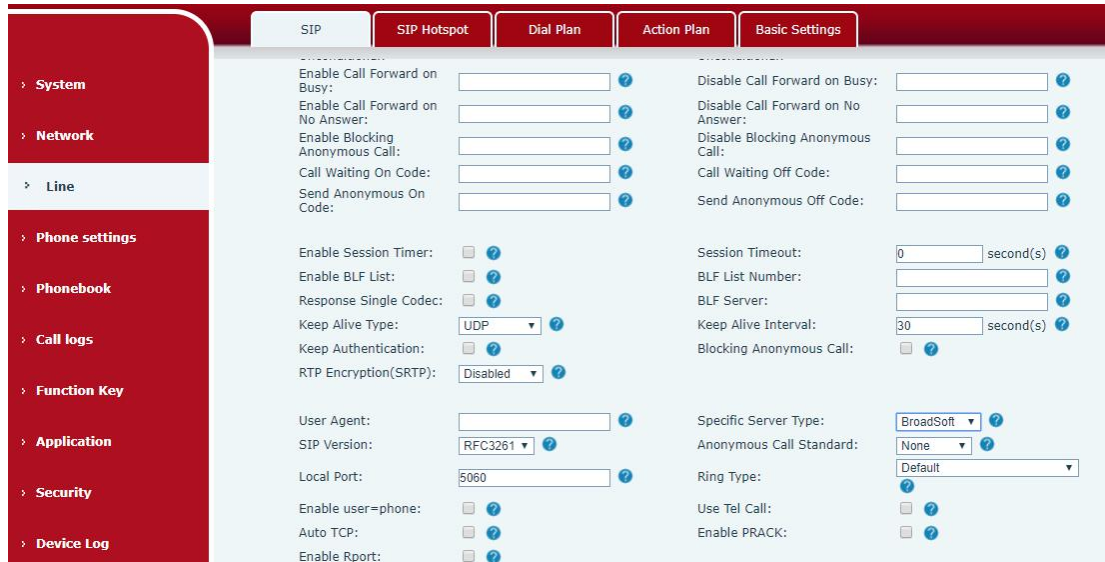 SIP
SIP Hotspot
Dial Plan
Action Plan
Basic Settings
System
Network
Line
Phone settings
Phonebook
Call logs
Function Key
Application
Security
Device Log
Enable Call Forward on Busy:
Disable Call Forward on Busy:
Enable Call Forward on No Answer:
Disable Call Forward on No Answer:
Enable Blocking Anonymous Call:
Disable Blocking Anonymous Call:
Call Waiting On Code:
Call Waiting Off Code:
Send Anonymous On Code:
Send Anonymous Off Code:
Enable Session Timer:
Session Timeout: 0 second(s)
Enable BLF List:
BLF List Number:
Response Single Codec:
BLF Server:
Keep Alive Type: UDP
Keep Alive Interval: 30 second(s)
Keep Authentication:
Blocking Anonymous Call:
RTP Encryption(SRTP): Disabled
User Agent:
Specific Server Type: BroadSoft
SIP Version: RFC3261
Anonymous Call Standard: None
Local Port: 5060
Ring Type: Default
Enable user=phone:
Use Tel Call:
Auto TCP:
Enable PRACK:
Enable Rport: